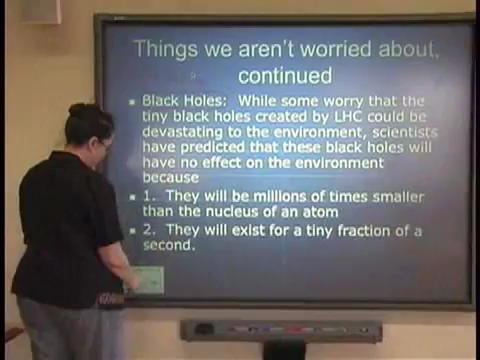 Things we aren't worried about,
continued
Black Holes: While some worry that the
tiny black holes created by LHC could be
devastating to the environment, scientists
have predicted that these black holes will
have no effect on the environment
because
1. They will be millions of times smaller
than the nucleus of an atom
2. They will exist for a tiny fraction of a
second.